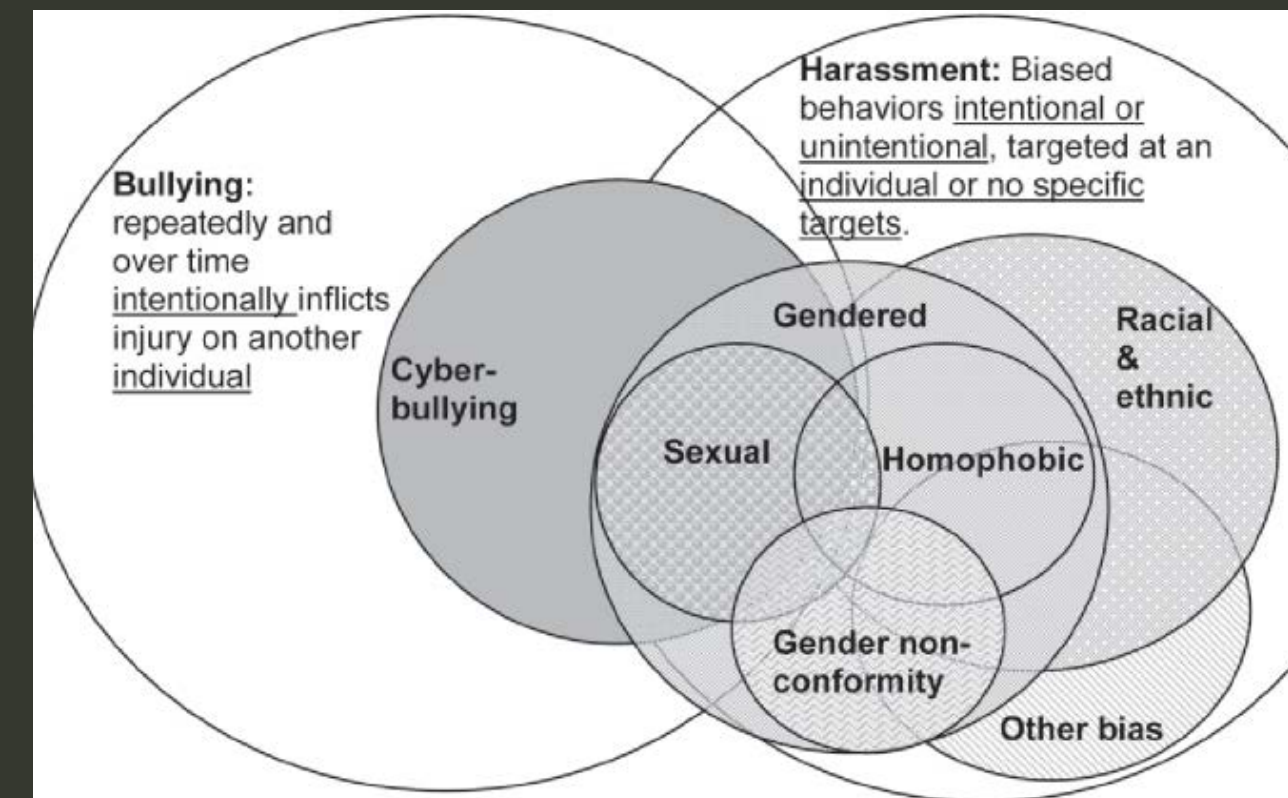 Harassment: Biased
behaviors intentional or
unintentional, targeted at an
individual or no specific
targets.
Bullying:
repeatedly and
over time
intentionally inflicts
injury on another
individual
Cyber-
bullying
Gendered
Racial
&
ethnic
Sexual
Homophobic
Gender non-
conformity
Other bias